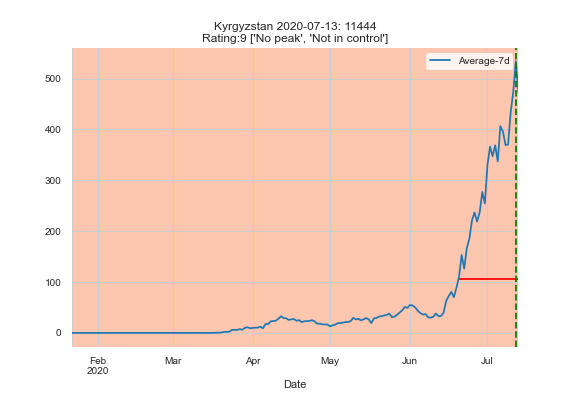 Kyrgyzstan 2020-07-13: 11444
Rating:9 ['No peak', 'Not in control']
Average-7d
500
400
300
200
100
0
Feb Mar Apr May Jun Jul
2020
Date